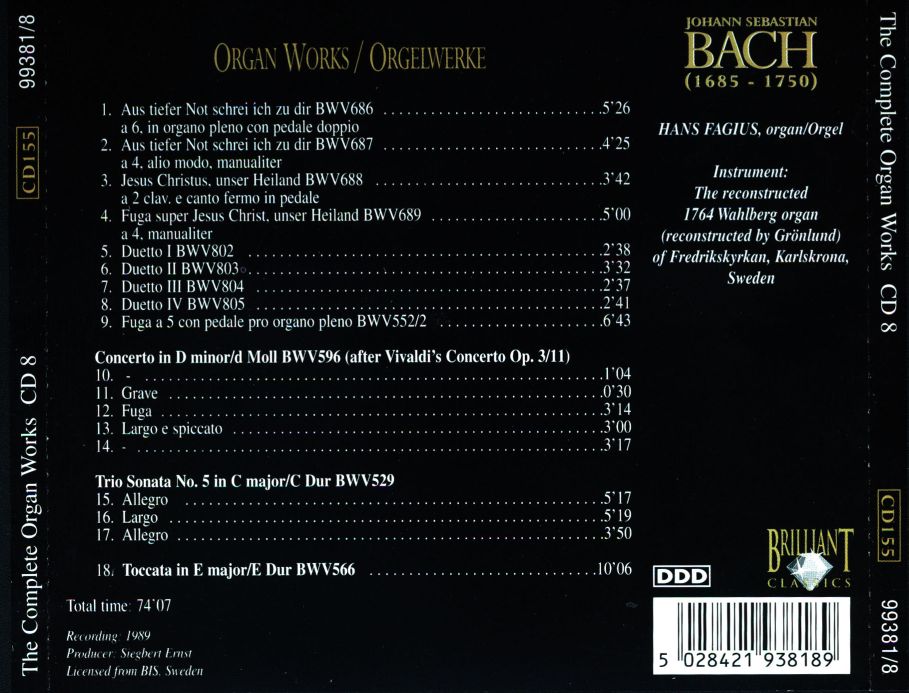 The Complete Organ Works CD 8
CD155
99381/8
ORGAN WORKS / ORGELWERKE
1. Aus tiefer Not schrei ich zu dir BWV686 5'26
a 6, in organo pleno con pedale doppio
2. Aus tiefer Not schrei ich zu dir BWV687 4'25
a 4, alio modo, manualiter
3. Jesus Christus, unser Heiland BWV688 3'42
a 2 clav. e canto fermo in pedale
4. Fuga super Jesus Christ, unser Heiland BWV689 5'00
a 4, manualiter
5. Duetto I BWV802 2'38
6. Duetto II BWV803 3'32
7. Duetto III BWV804 2'37
8. Duetto IV BWV805 2'41
9. Fuga a 5 con pedale pro organo pleno BWV552/2 6'43
Concerto in D minor/d Moll BWV596 (after Vivaldi's Concerto Op. 3/11)
10. - 1'04
11. Grave 0'30
12. Fuga 3'14
13. Largo e spiccato 3'00
14. - 3'17
Trio Sonata No. 5 in C major/C Dur BWV529
15. Allegro 5'17
16. Largo 5'19
17. Allegro 3'50
18. Toccata in E major/E Dur BWV566 10'06
Total time: 74'07
Recording: 1989
Producer: Siegbert Ernst
Licensed from BIS, Sweden
JOHANN SEBASTIAN
BACH
(1685 - 1750)
HANS FAGIUS, organ/Orgel
Instrument:
The reconstructed
1764 Wahlberg organ
(reconstructed by Grönlund)
of Fredrikskyrkan, Karlskrona,
Sweden
BRILLIANT
CLASSICS
DDD
5 028421 938189
The Complete Organ Works CD 8
CD155
99381/8